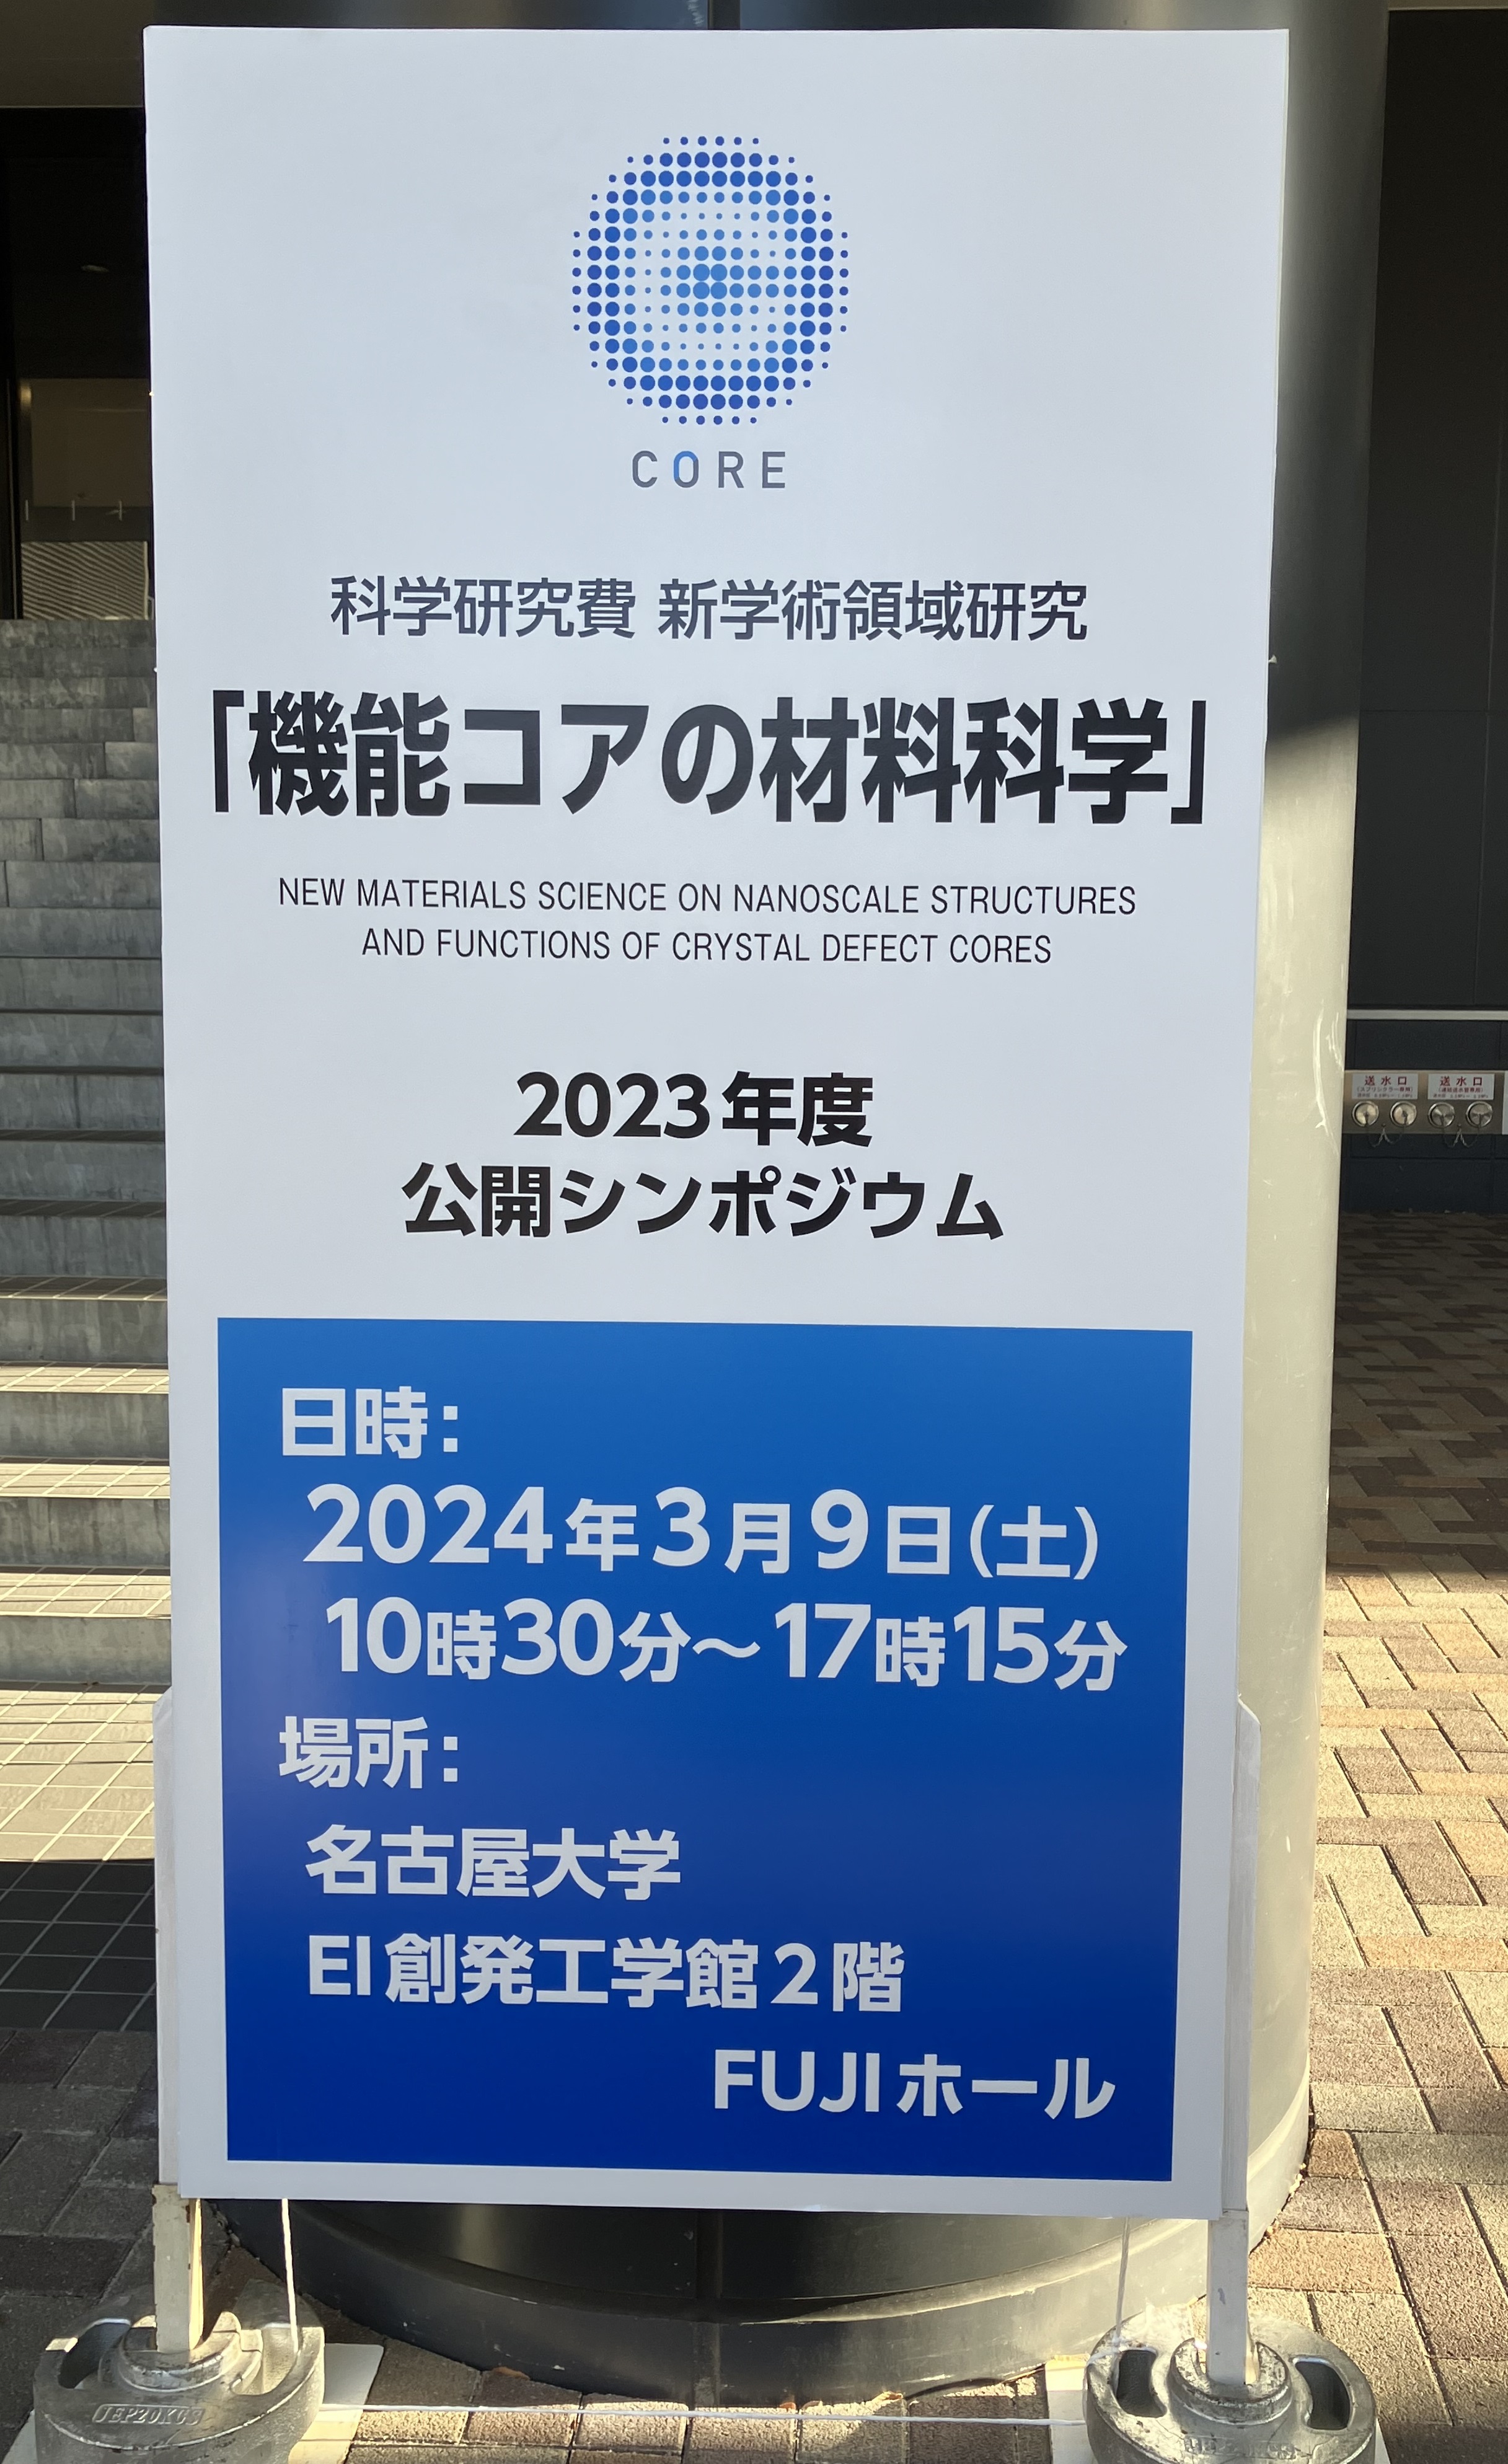 CORE
科学研究費 新学術領域研究
「機能コアの材料科学」
NEW MATERIALS SCIENCE ON NANOSCALE STRUCTURES
AND FUNCTIONS OF CRYSTAL DEFECT CORES
2023年度
公開シンポジウム
日時:
2024年3月9日(土)
10時30分〜17時15分
場所:
名古屋大学
EI創発工学館2階
FUJIホール
送水口
送水口